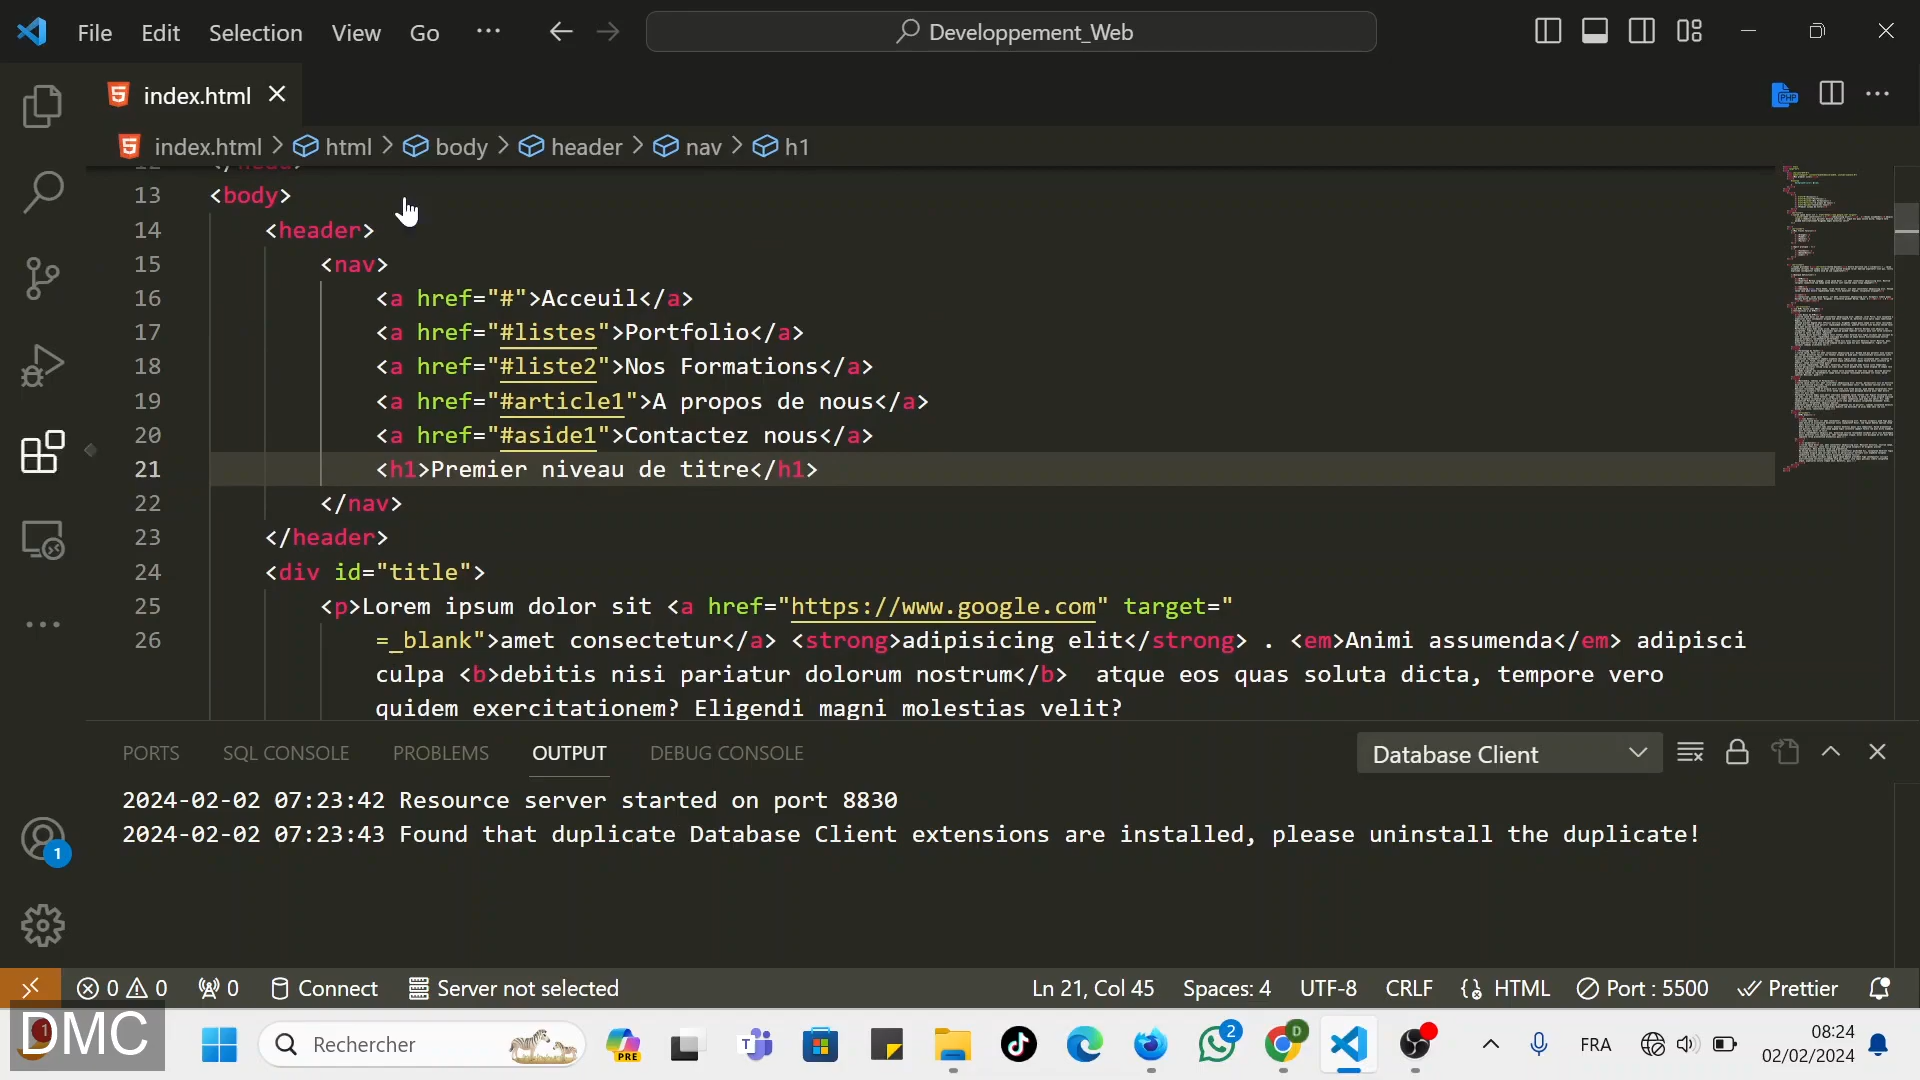 File Edit Selection View Go ··· Developpement_Web
index.html
index.html > html > body > header > nav > h1
13 <body>
14 <header>
15 <nav>
16 <a href="#">Acceuil</a>
17 <a href="#listes">Portfolio</a>
18 <a href="#liste2">Nos Formations</a>
19 <a href="#article1">A propos de nous</a>
20 <a href="#aside1">Contactez nous</a>
21 <h1>Premier niveau de titre</h1>
22 </nav>
23 </header>
24 <div id="title">
25 <p>Lorem ipsum dolor sit <a href="https://www.google.com" target="
26 =_blank">amet consectetur</a> <strong>adipisicing elit</strong> . <em>Animi assumenda</em> adipisci
culpa <b>debitis nisi pariatur dolorum nostrum</b> atque eos quas soluta dicta, tempore vero
quidem exercitationem? Eligendi magni molestias velit?
PORTS SQL CONSOLE PROBLEMS OUTPUT DEBUG CONSOLE Database Client
2024-02-02 07:23:42 Resource server started on port 8830
2024-02-02 07:23:43 Found that duplicate Database Client extensions are installed, please uninstall the duplicate!
1
0 0 0 Connect Server not selected Ln 21, Col 45 Spaces: 4 UTF-8 CRLF HTML Port : 5500 Prettier
DMC 1 Rechercher PRE 2 D FRA 08:24
02/02/2024